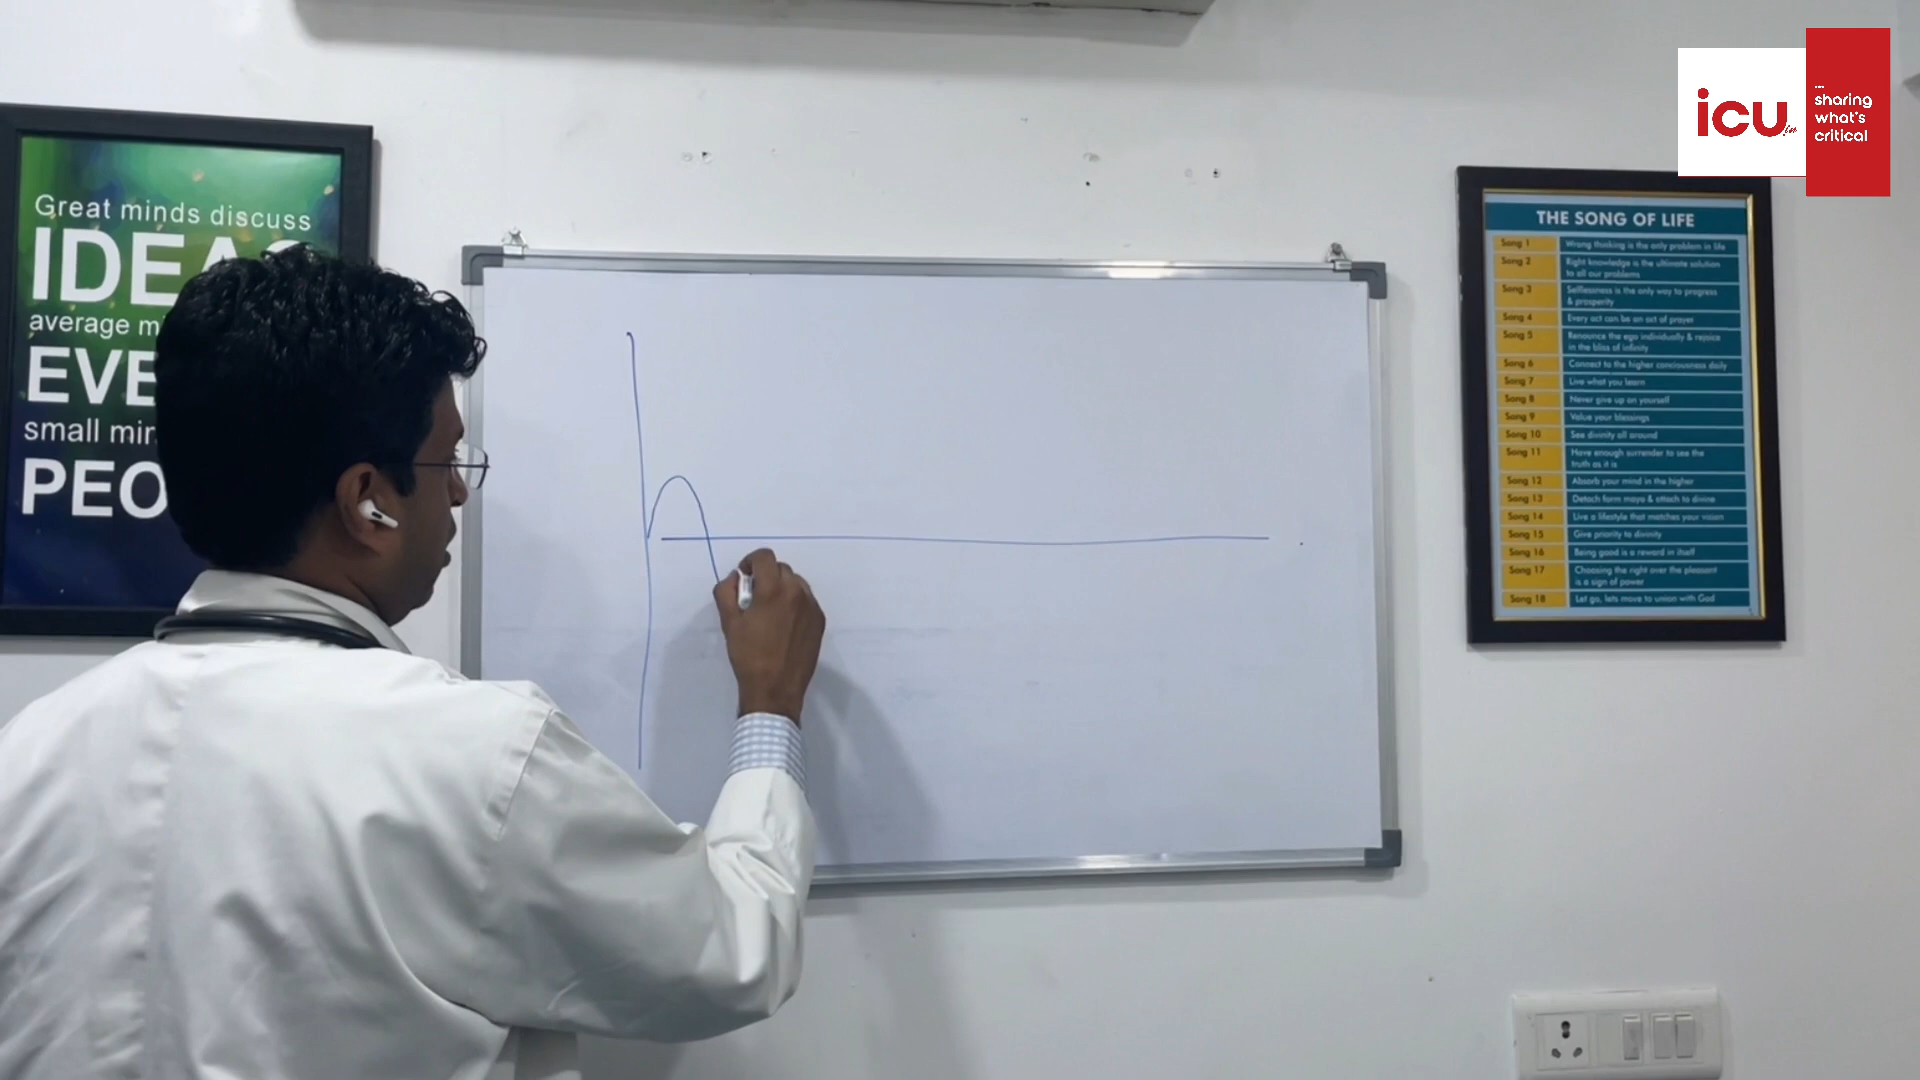 Great minds discuss
IDEAS
average
EVE
small
PEO
icu.in
...
sharing
what's
critical
THE SONG OF LIFE
Song 1 Wrong thinking is the only problem in life
Song 2 Right knowledge is the ultimate solution
to all our problems
Song 3 Selflessness is the only way to progress
& prosperity
Song 4 Every act can be an act of prayer
Song 5 Renounce the ego individually & rejoice
in the bliss of infinity
Song 6 Connect to the higher conciousness daily
Song 7 Live what you learn
Song 8 Never give up on yourself
Song 9 Value your blessings
Song 10 See divinity all around
Song 11 Have enough surrender to see the
truth as it is
Song 12 Absorb your mind in the higher
Song 13 Detach form maya & attach to divine
Song 14 Live a lifestyle that matches your vision
Song 15 Give priority to divinity
Song 16 Being good is a reward in itself
Song 17 Choosing the right over the pleasant
is a sign of power
Song 18 Let go, lets move to union with God